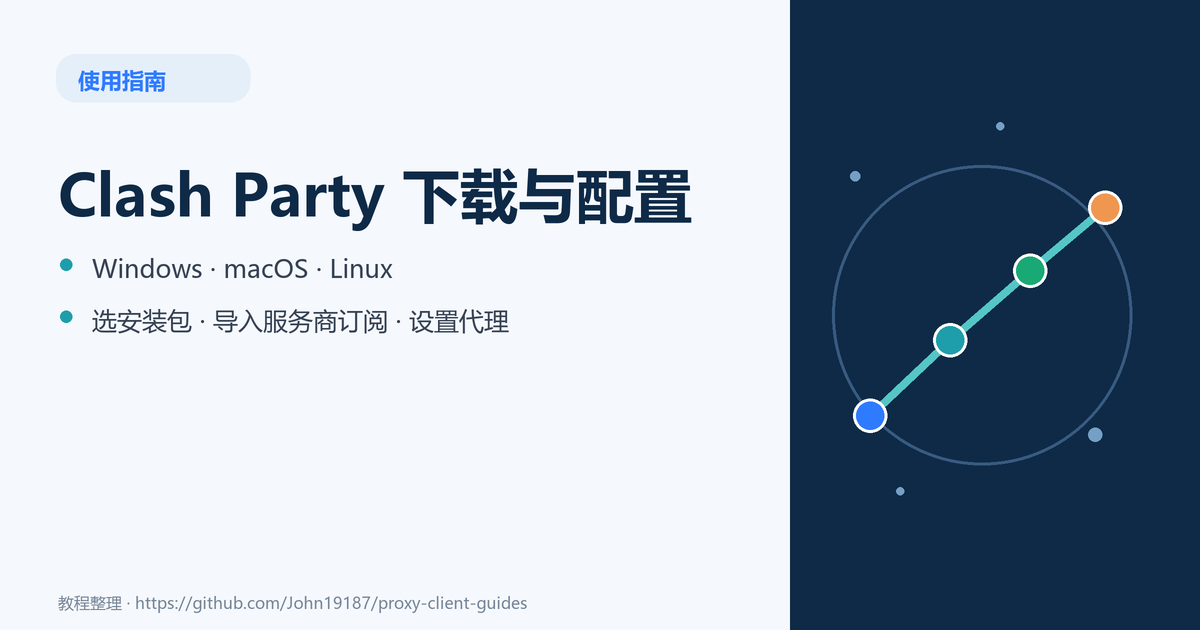 使用指南
Clash Party 下载与配置
Windows · macOS · Linux
选安装包 · 导入服务商订阅 · 设置代理
教程整理 · https://github.com/John19187/proxy-client-guides